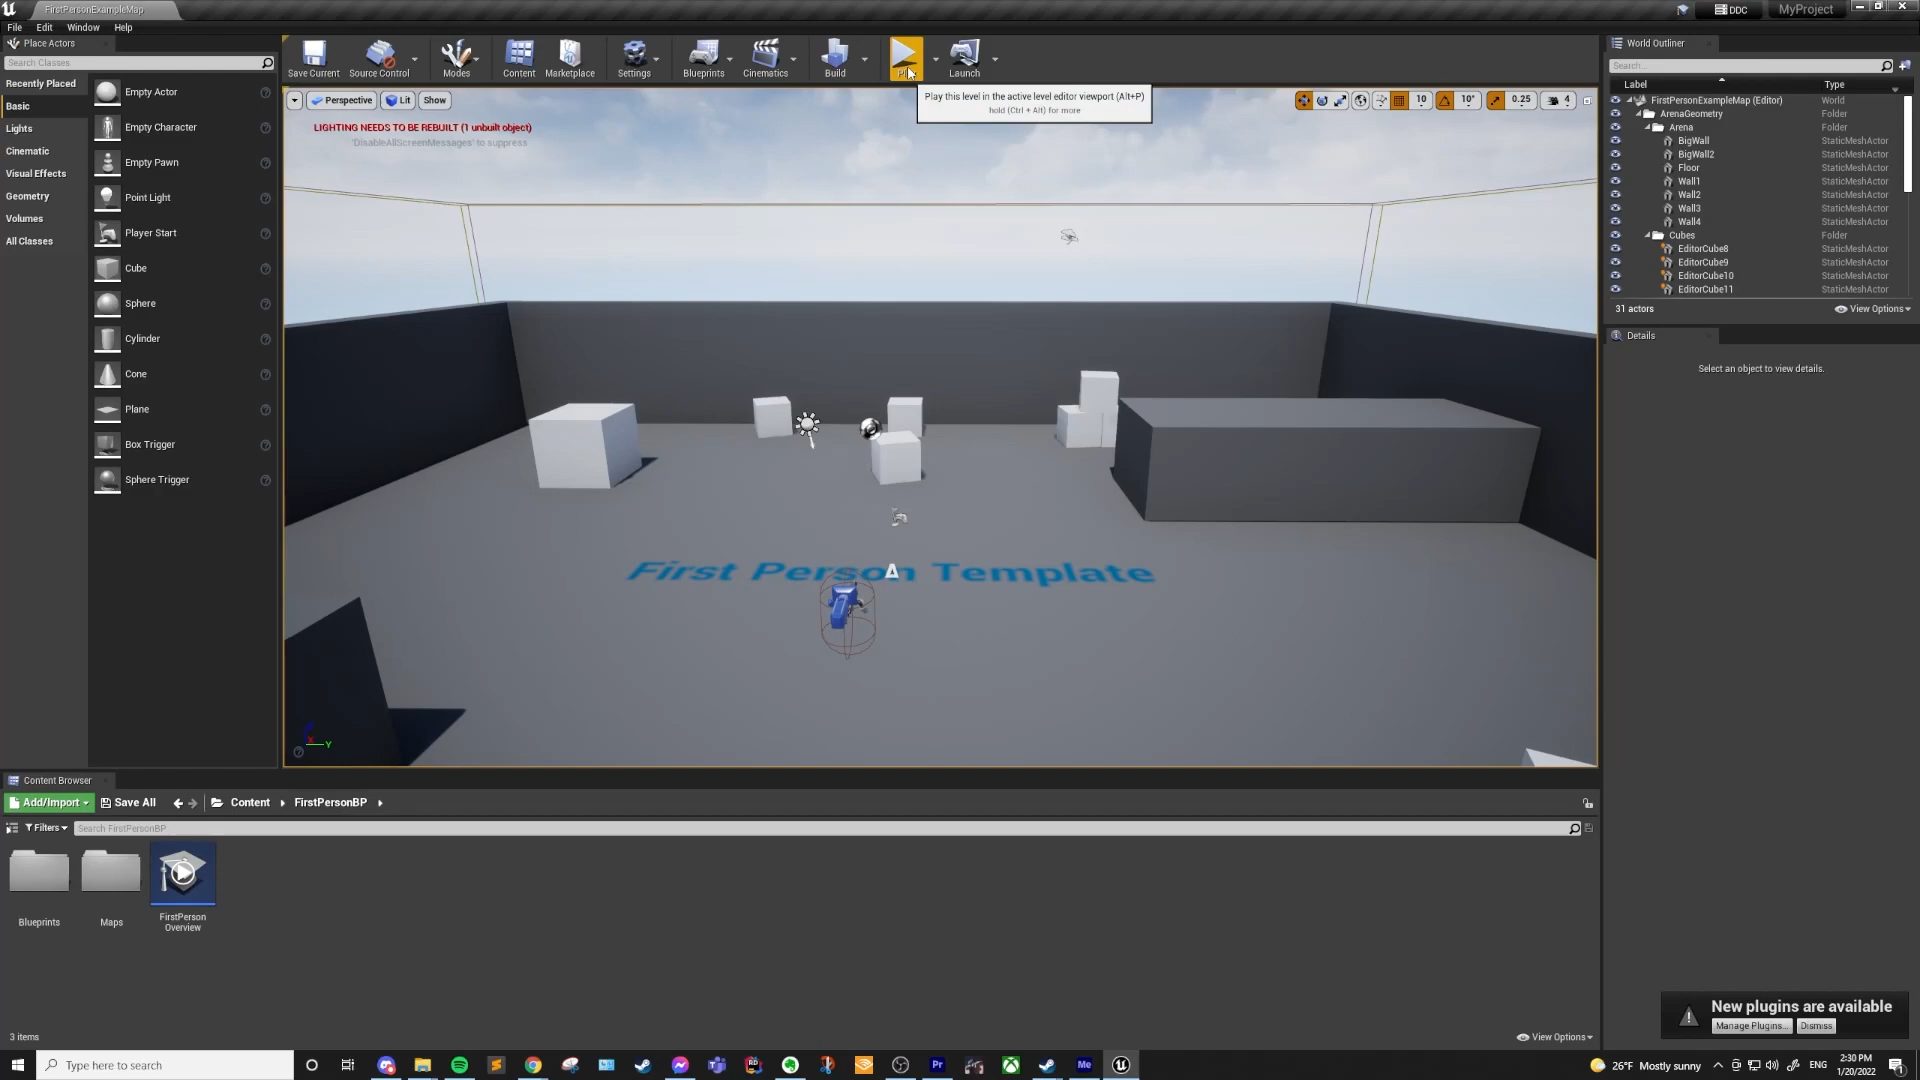 FirstPersonExampleMap
DDC
MyProject
File Edit Window Help
Place Actors
Search Classes
Recently Placed
Basic
Lights
Cinematic
Visual Effects
Geometry
Volumes
All Classes
Empty Actor
Empty Character
Empty Pawn
Point Light
Player Start
Cube
Sphere
Cylinder
Cone
Plane
Box Trigger
Sphere Trigger
Save Current Source Control Modes Content Marketplace Settings Blueprints Cinematics Build Play Launch
Play this level in the active level editor viewport (Alt+P)
hold (Ctrl + Alt) for more
Perspective Lit Show
10 10° 0.25 4
LIGHTING NEEDS TO BE REBUILT (1 unbuilt object)
'DisableAllScreenMessages' to suppress
First Person Template
X Y
World Outliner
Search...
Label Type
FirstPersonExampleMap (Editor) World
ArenaGeometry Folder
Arena Folder
BigWall StaticMeshActor
BigWall2 StaticMeshActor
Floor StaticMeshActor
Wall1 StaticMeshActor
Wall2 StaticMeshActor
Wall3 StaticMeshActor
Wall4 StaticMeshActor
Cubes Folder
EditorCube8 StaticMeshActor
EditorCube9 StaticMeshActor
EditorCube10 StaticMeshActor
EditorCube11 StaticMeshActor
31 actors View Options
Details
Select an object to view details.
Content Browser
Add/Import Save All Content FirstPersonBP
Filters Search FirstPersonBP
Blueprints
Maps
FirstPerson
Overview
3 items
View Options
New plugins are available
Manage Plugins... Dismiss
Type here to search
Pr
Me
26°F Mostly sunny
ENG
2:30 PM
1/20/2022